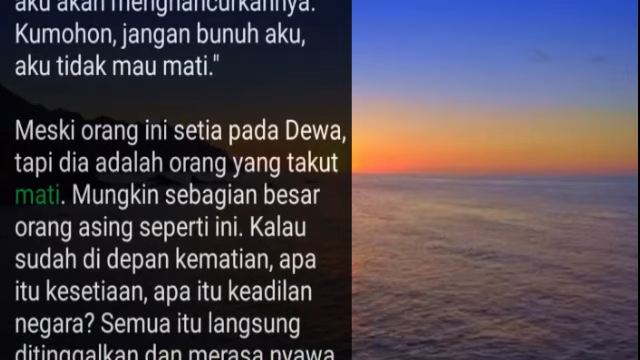 aku akan menghancurkannya.
Kumohon, jangan bunuh aku,
aku tidak mau mati."
Meski orang ini setia pada Dewa,
tapi dia adalah orang yang takut
mati. Mungkin sebagian besar
orang asing seperti ini. Kalau
sudah di depan kematian, apa
itu kesetiaan, apa itu keadilan
negara? Semua itu langsung
ditinggalkan dan merasa nyawa